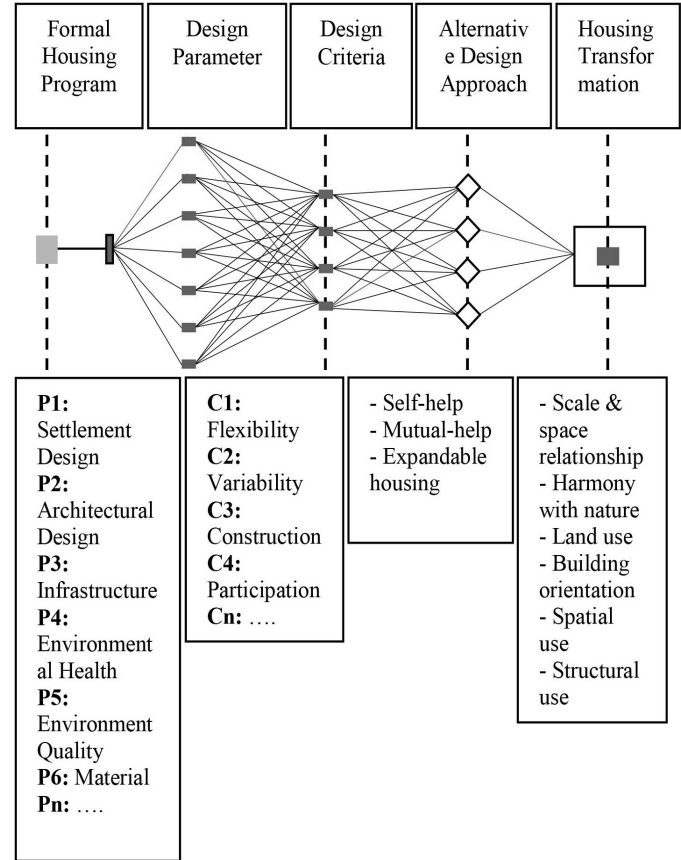 Formal
Housing
Program
Design
Parameter
Design
Criteria
Alternativ
e Design
Approach
Housing
Transfor
mation
P1:
Settlement
Design
P2:
Architectural
Design
P3:
Infrastructure
P4:
Environment
al Health
P5:
Environment
Quality
P6: Material
Pn: ….
C1:
Flexibility
C2:
Variability
C3:
Construction
C4:
Participation
Cn: ….
- Self-help
- Mutual-help
- Expandable
housing
- Scale &
space
relationship
- Harmony
with nature
- Land use
- Building
orientation
- Spatial
use
- Structural
use